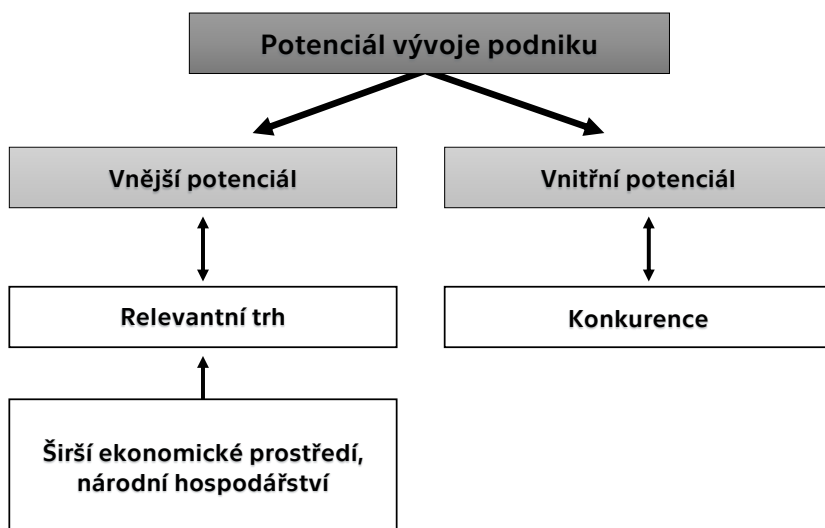 Potenciál vývoje podniku
Vnější potenciál
Vnitřní potenciál
Relevantní trh
Konkurence
Širší ekonomické prostředí,
národní hospodářství